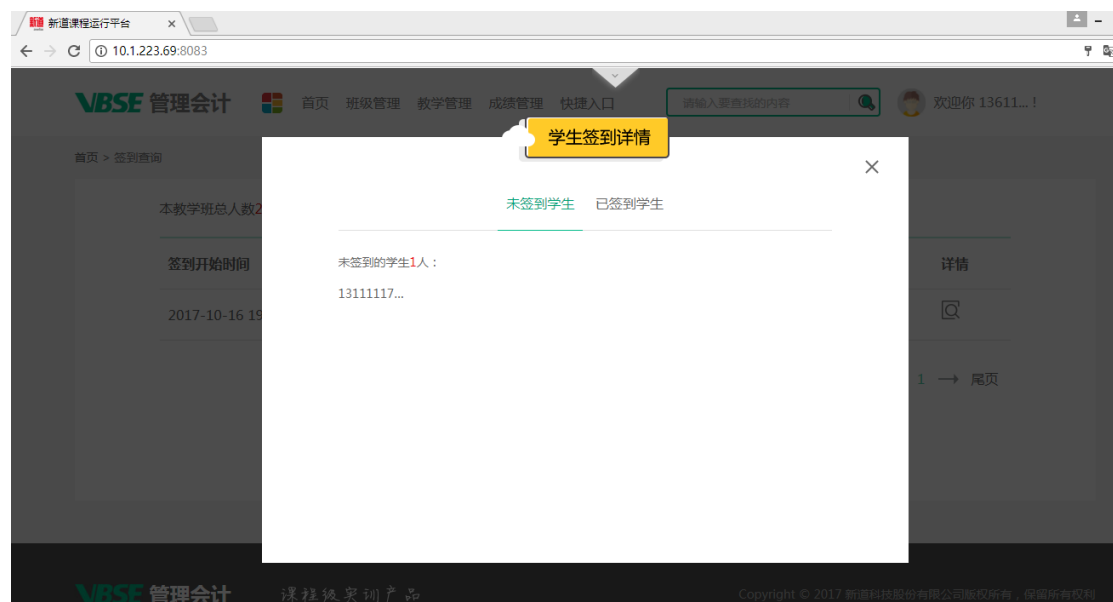 新道课程运行平台
10.1.223.69:8083
VBSE 管理会计 首页 班级管理 教学管理 成绩管理 快捷入口 请输入要查找的内容 欢迎你 13611...!
学生签到详情
首页 > 签到查询
未签到学生 已签到学生
本教学班总人数2
未签到的学生1人：
签到开始时间 详情
13111117...
2017-10-16 19
1 尾页
VBSE 管理会计 课程级实训产品 Copyright © 2017 新道科技股份有限公司版权所有，保留所有权利